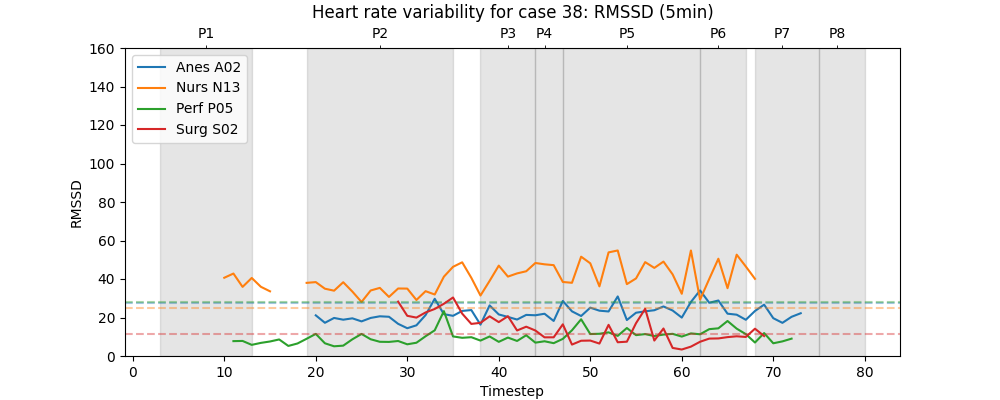 Heart rate variability for case 38: RMSSD (5min)
P1 P2 P3 P4 P5 P6 P7 P8
160
140
120
100
80
60
40
20
0
RMSSD
Anes A02
Nurs N13
Perf P05
Surg S02
0 10 20 30 40 50 60 70 80
Timestep